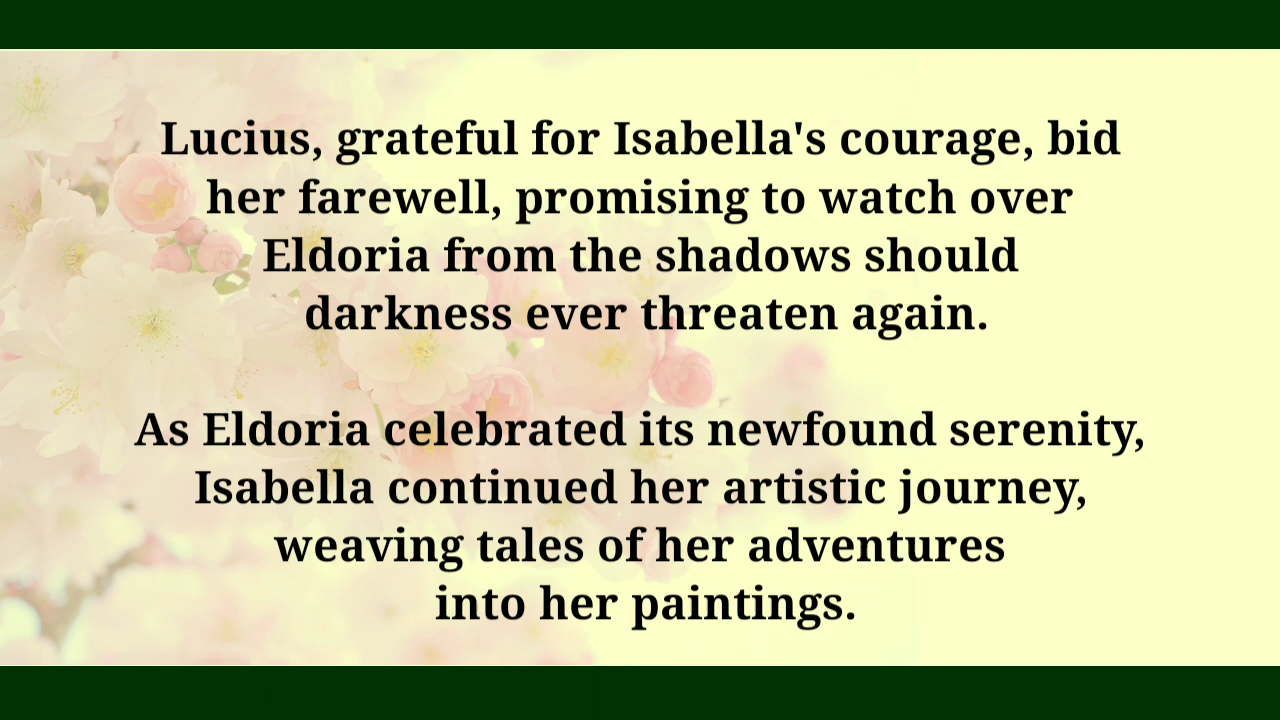 Lucius, grateful for Isabella's courage, bid
her farewell, promising to watch over
Eldoria from the shadows should
darkness ever threaten again.
As Eldoria celebrated its newfound serenity,
Isabella continued her artistic journey,
weaving tales of her adventures
into her paintings.